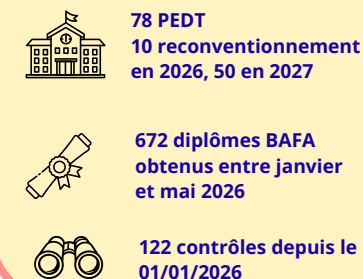 78 PEDT
10 reconventionnement
en 2026, 50 en 2027
672 diplômes BAFA
obtenus entre janvier
et mai 2026
122 contrôles depuis le
01/01/2026